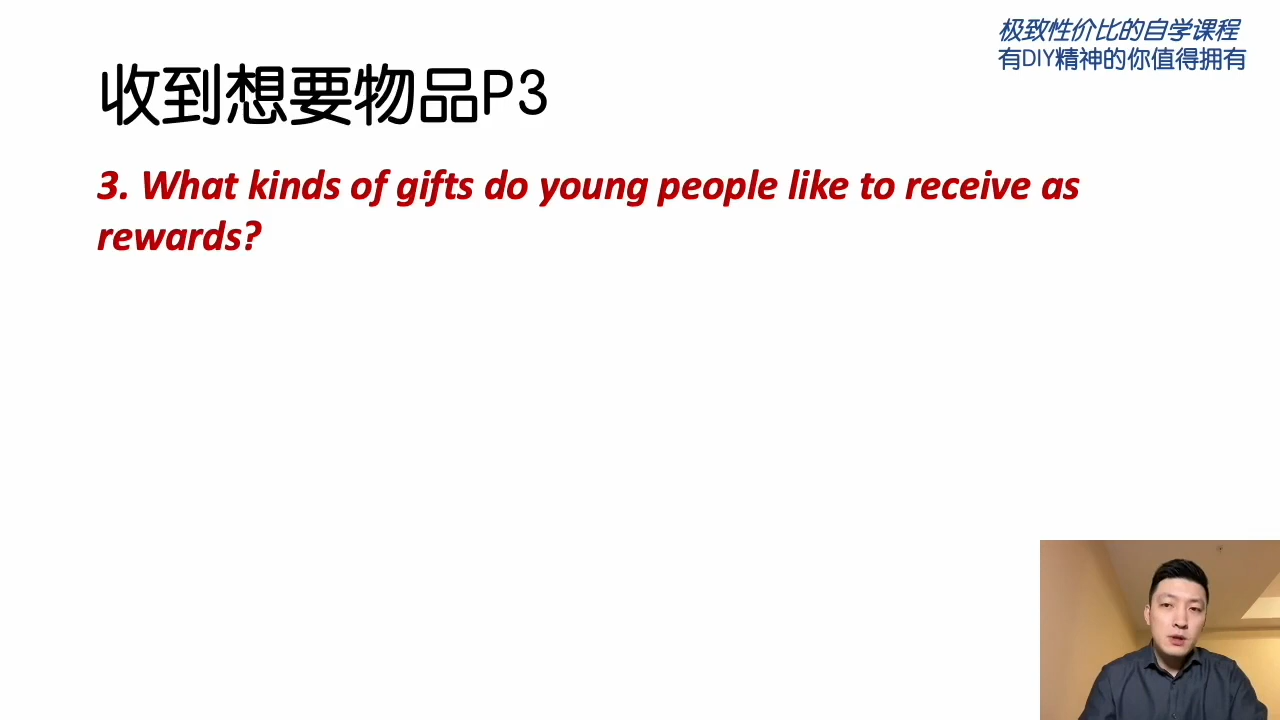 极致性价比的自学课程
有DIY精神的你值得拥有
收到想要物品P3
3. What kinds of gifts do young people like to receive as
rewards?